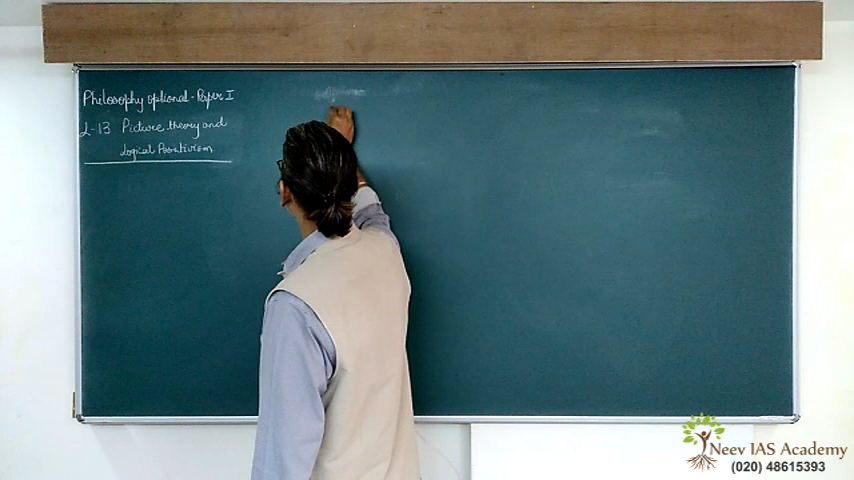 Philosophy optional - Paper I
L-13 Picture theory and
Logical Positivism
Neev IAS Academy
(020) 48615393